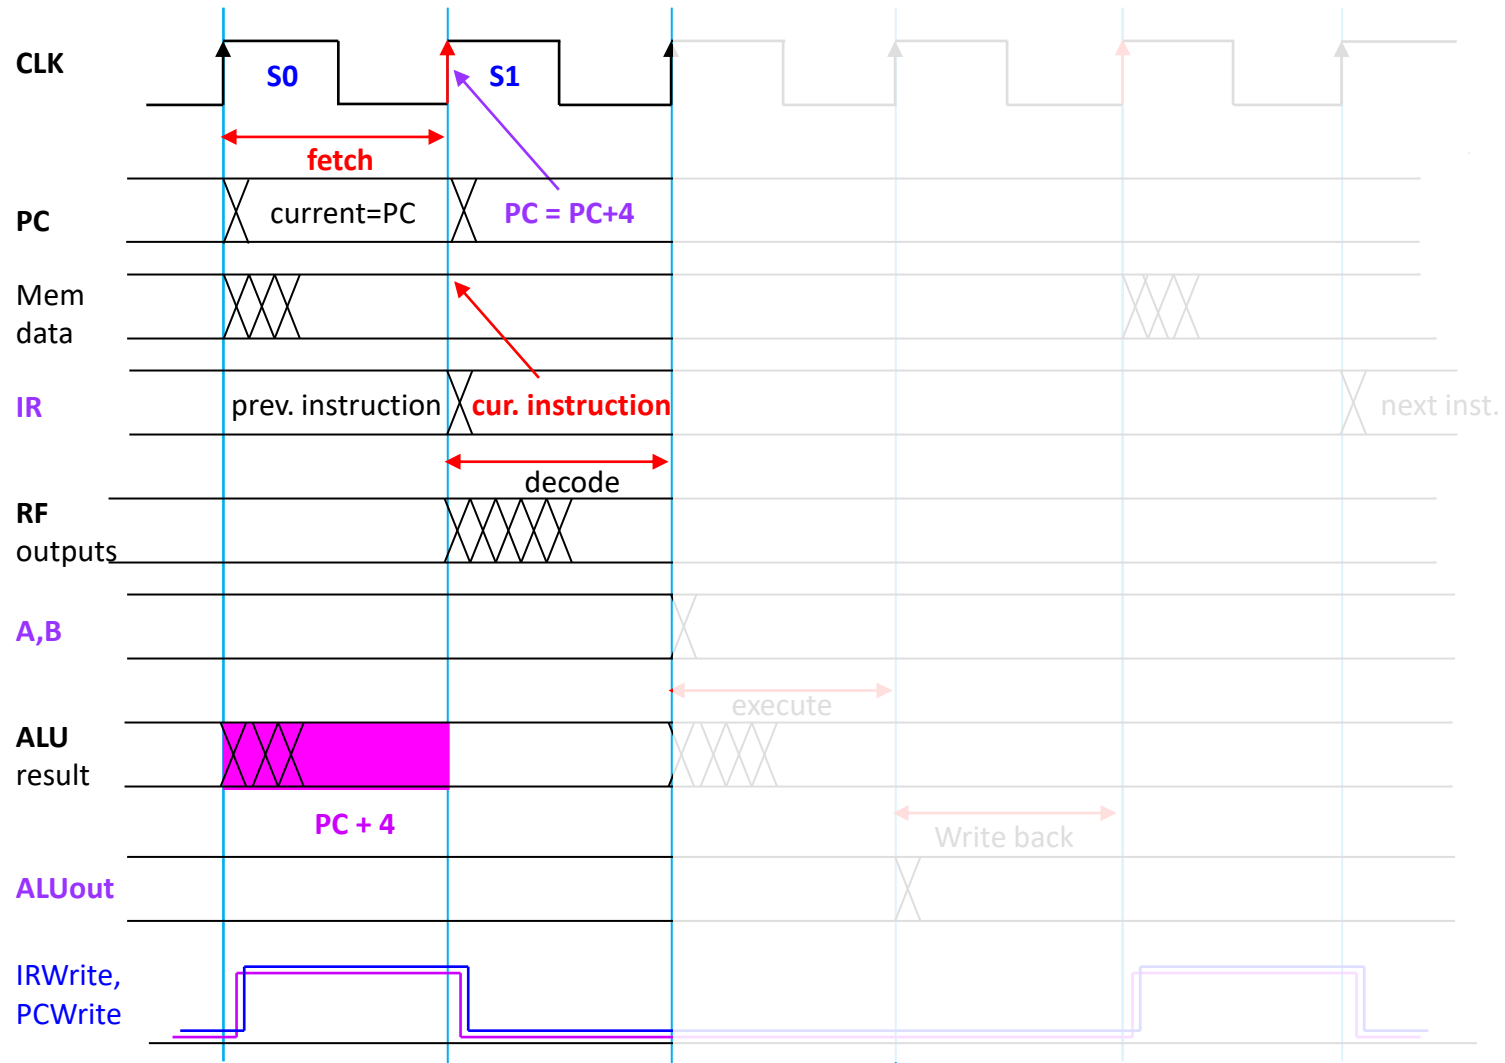 CLK
S0
S1
fetch
PC
current=PC
PC = PC+4
Mem
data
IR
prev. instruction
cur. instruction
next inst.
decode
RF
outputs
A,B
execute
ALU
result
PC + 4
Write back
ALUout
IRWrite,
PCWrite